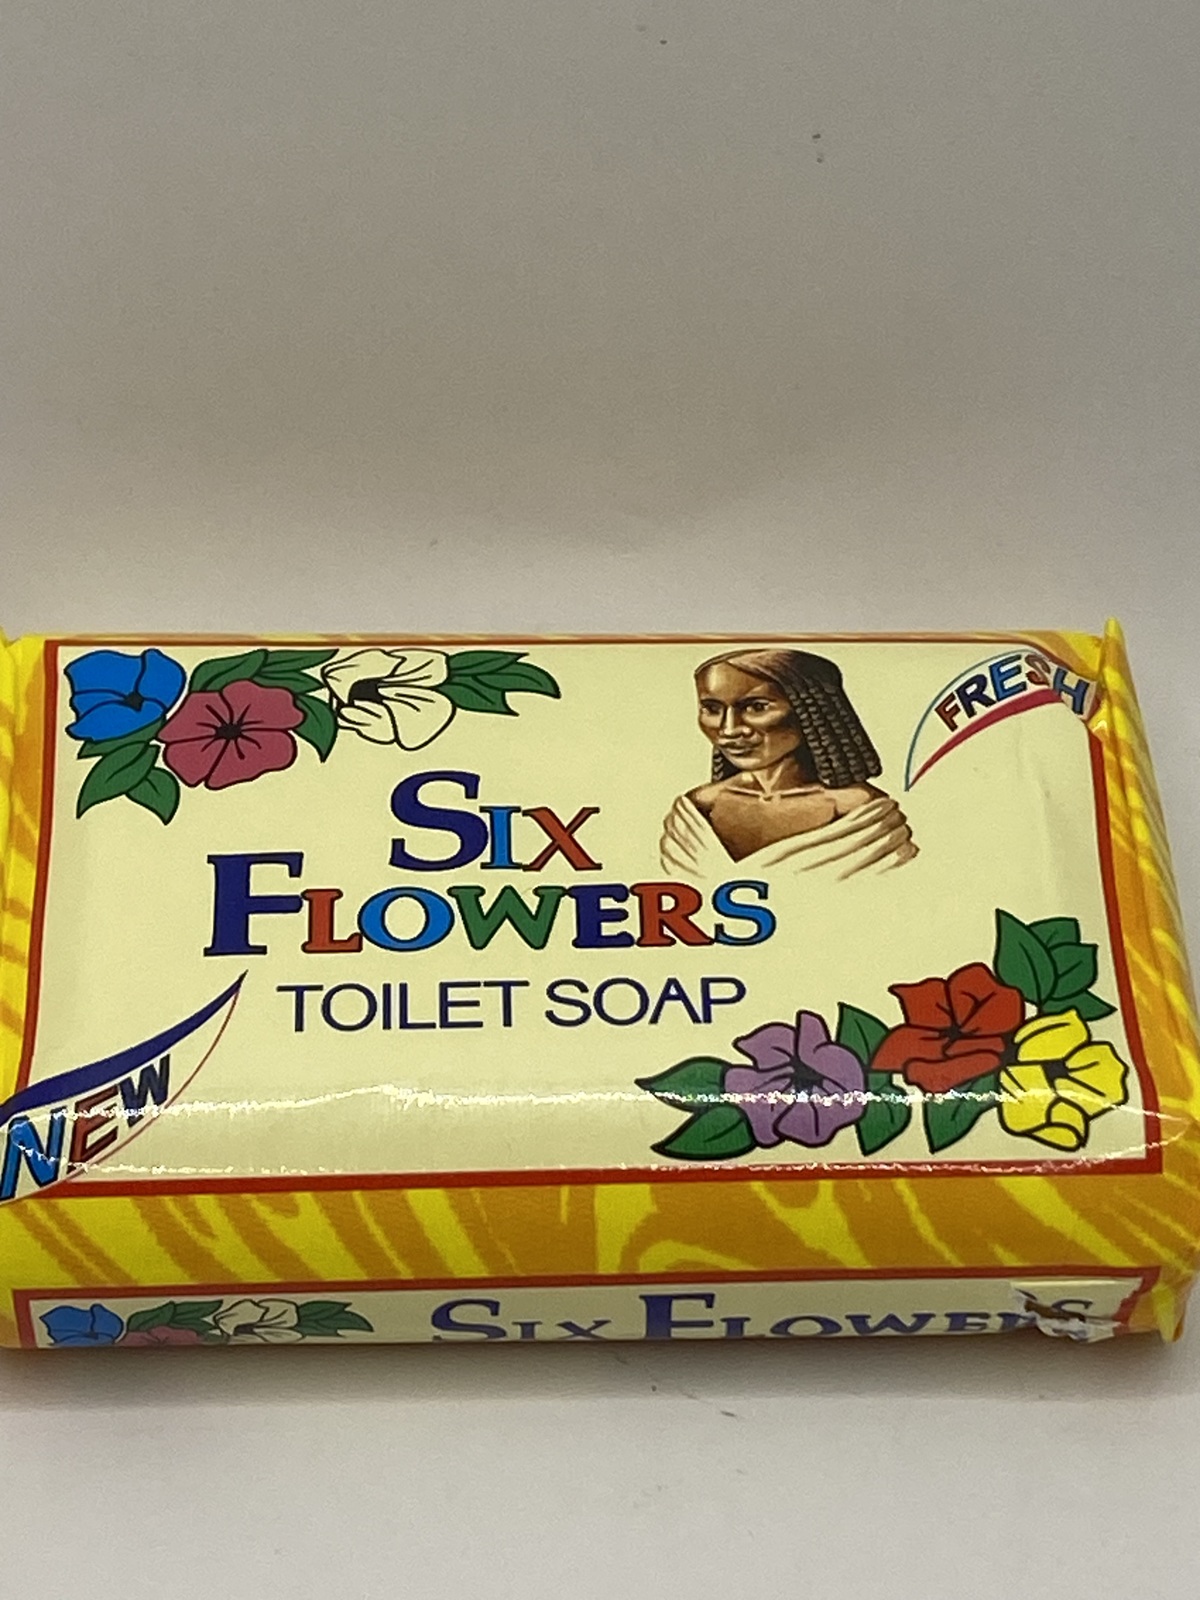 FRESH
SIX
FLOWERS
TOILET SOAP
NEW
SIX FLOWERS